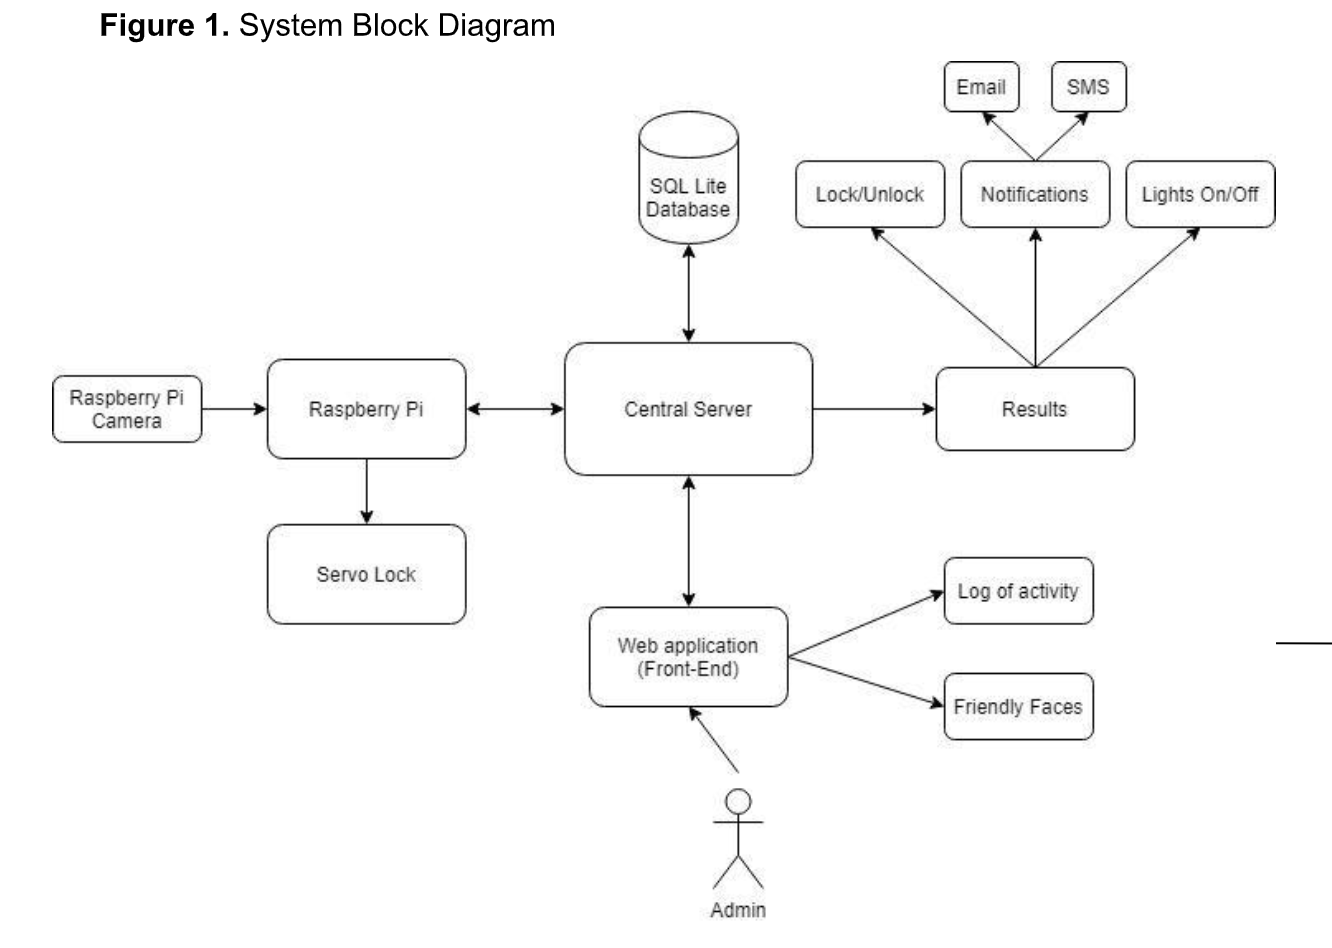 Figure 1. System Block Diagram
Email
SMS
SQL Lite
Database
Lock/Unlock
Notifications
Lights On/Off
Raspberry Pi
Camera
Raspberry Pi
Central Server
Results
Servo Lock
Log of activity
Web application
(Front-End)
Friendly Faces
Admin